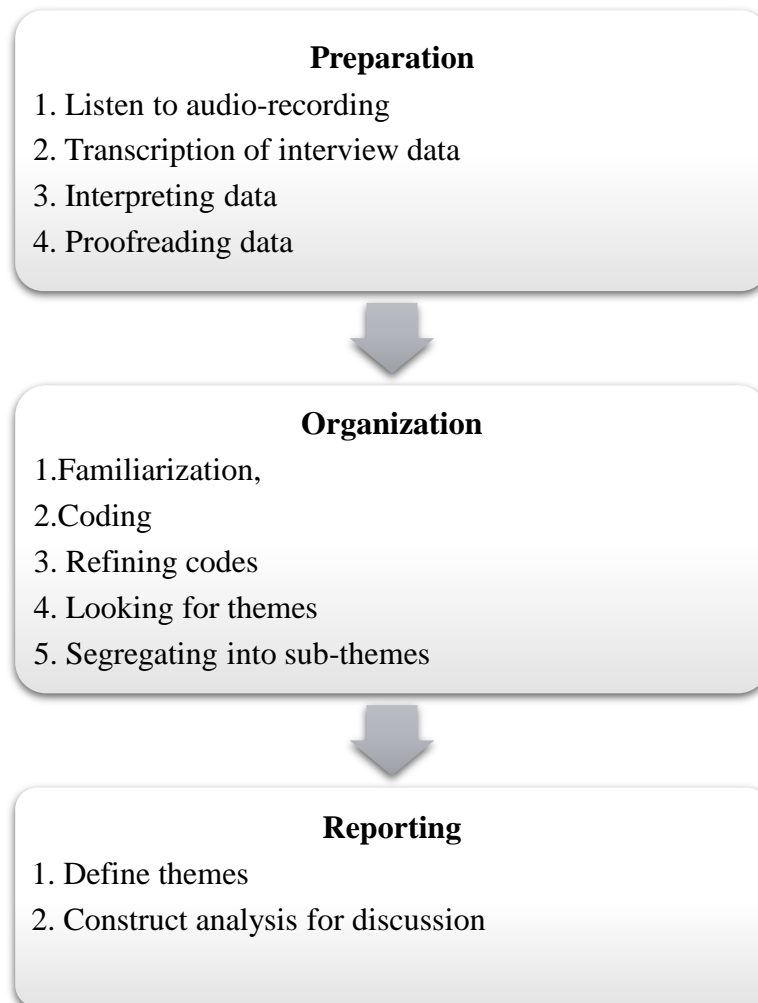 Preparation
1. Listen to audio-recording
2. Transcription of interview data
3. Interpreting data
4. Proofreading data
Organization
1.Familiarization,
2.Coding
3. Refining codes
4. Looking for themes
5. Segregating into sub-themes
Reporting
1. Define themes
2. Construct analysis for discussion